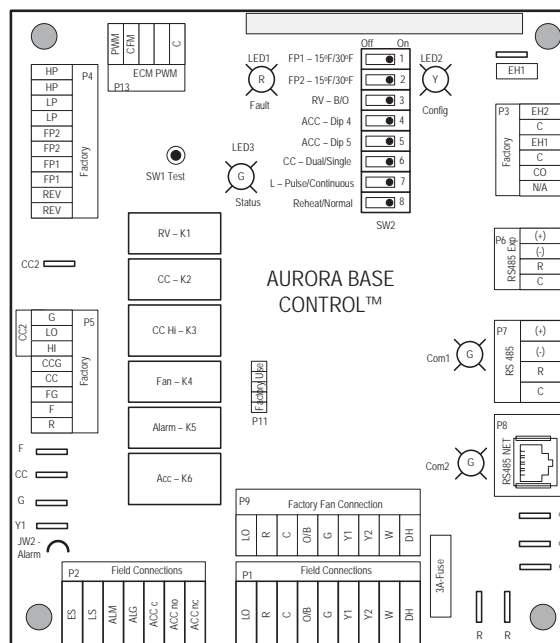 PWM
CFM
C
ECM PWM
P13
Off On
LED1
R
Fault
FP1 – 15ºF/30ºF
1
FP2 – 15ºF/30ºF
2
RV – B/O
3
ACC – Dip 4
4
ACC – Dip 5
5
CC – Dual/Single
6
L – Pulse/Continuous
7
Reheat/Normal
8
SW2
LED2
Y
Config
EH1
P4
HP
HP
LP
LP
FP2
FP2
FP1
FP1
REV
REV
Factory
SW1 Test
LED3
G
Status
P3
EH2
C
EH1
C
CO
N/A
Factory
RV – K1
CC – K2
CC Hi – K3
Fan – K4
Alarm – K5
Acc – K6
CC2
AURORA BASE
CONTROL™
P6
RS485 Exp
(+)
(-)
R
C
P5
CC2
G
LO
HI
CCG
CC
FG
F
R
Factory
Factory Use
P11
Com1
G
P7
RS 485
(+)
(-)
R
C
Com2
G
P8
RS485 NET
F
CC
G
Y1
JW2 -
Alarm
P9
Factory Fan Connection
LO
R
C
O/B
G
Y1
Y2
W
DH
P2
Field Connections
ES
LS
ALM
ALG
ACC c
ACC no
ACC nc
P1
Field Connections
LO
R
C
O/B
G
Y1
Y2
W
DH
3A-Fuse
R R